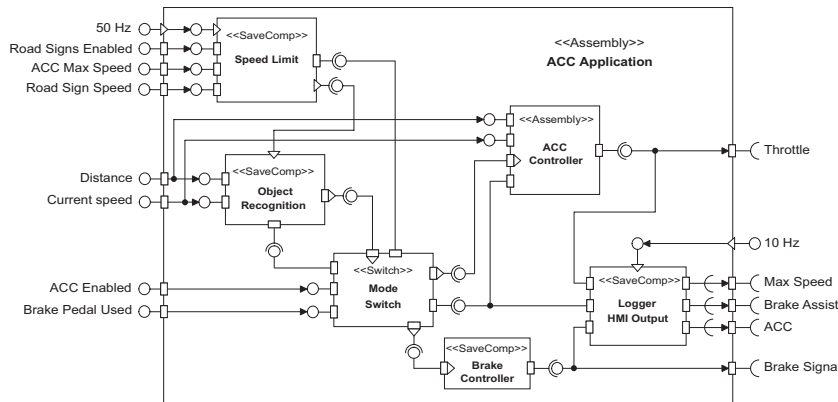 50 Hz
Road Signs Enabled
ACC Max Speed
Road Sign Speed
<<SaveComp>>
Speed Limit
<<Assembly>>
ACC Application
<<Assembly>>
ACC
Controller
Throttle
Distance
Current speed
<<SaveComp>>
Object
Recognition
10 Hz
ACC Enabled
Brake Pedal Used
<<Switch>>
Mode
Switch
<<SaveComp>>
Logger
HMI Output
Max Speed
Brake Assist
ACC
<<SaveComp>>
Brake
Controller
Brake Signa